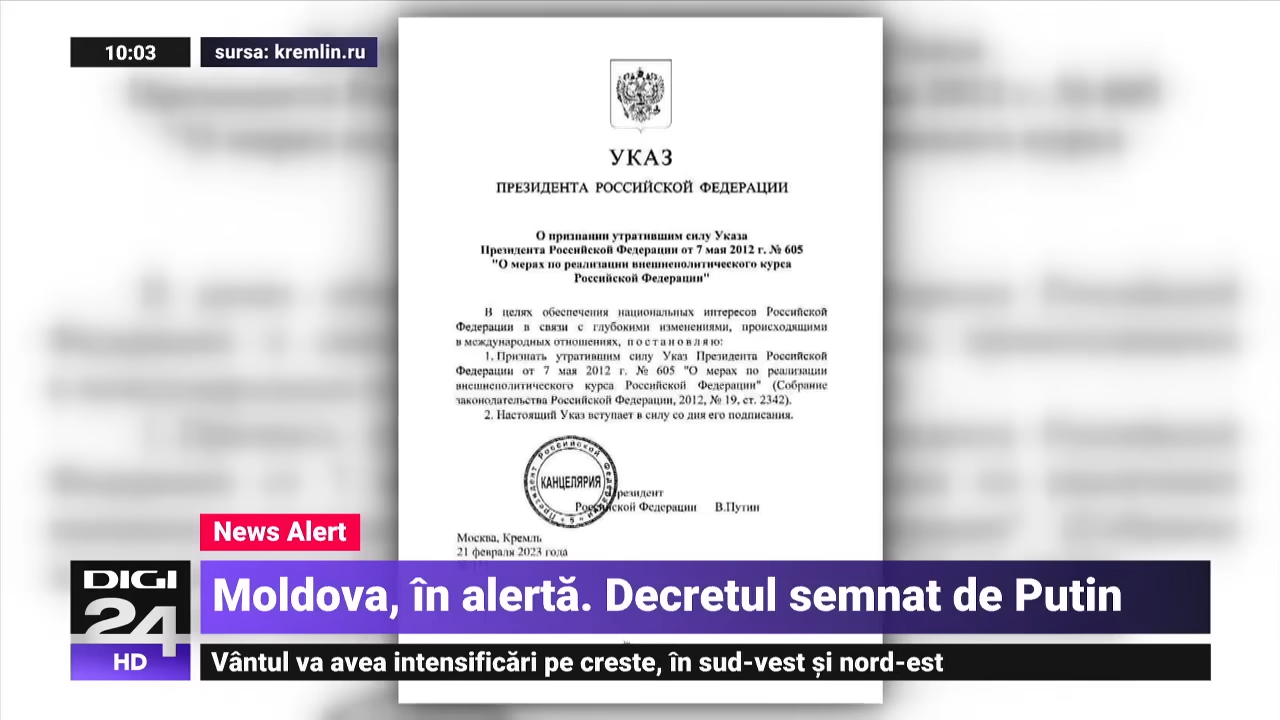 10:03
sursa: kremlin.ru
УКАЗ
ПРЕЗИДЕНТА РОССИЙСКОЙ ФЕДЕРАЦИИ
О признании утратившим силу Указа
Президента Российской Федерации от 7 мая 2012 г. № 605
"О мерах по реализации внешнеполитического курса
Российской Федерации"
В целях обеспечения национальных интересов Российской
Федерации в связи с глубокими изменениями, происходящими
в международных отношениях, постановляю:
1. Признать утратившим силу Указ Президента Российской
Федерации от 7 мая 2012 г. № 605 "О мерах по реализации
внешнеполитического курса Российской Федерации" (Собрание
законодательства Российской Федерации, 2012, № 19, ст. 2342).
2. Настоящий Указ вступает в силу со дня его подписания.
Президент Российской Федерации
КАНЦЕЛЯРИЯ
* 5 *
Президент
Российской Федерации В.Путин
Москва, Кремль
21 февраля 2023 года
News Alert
DIGI
24
HD
Moldova, în alertă. Decretul semnat de Putin
Vântul va avea intensificări pe creste, în sud-vest și nord-est